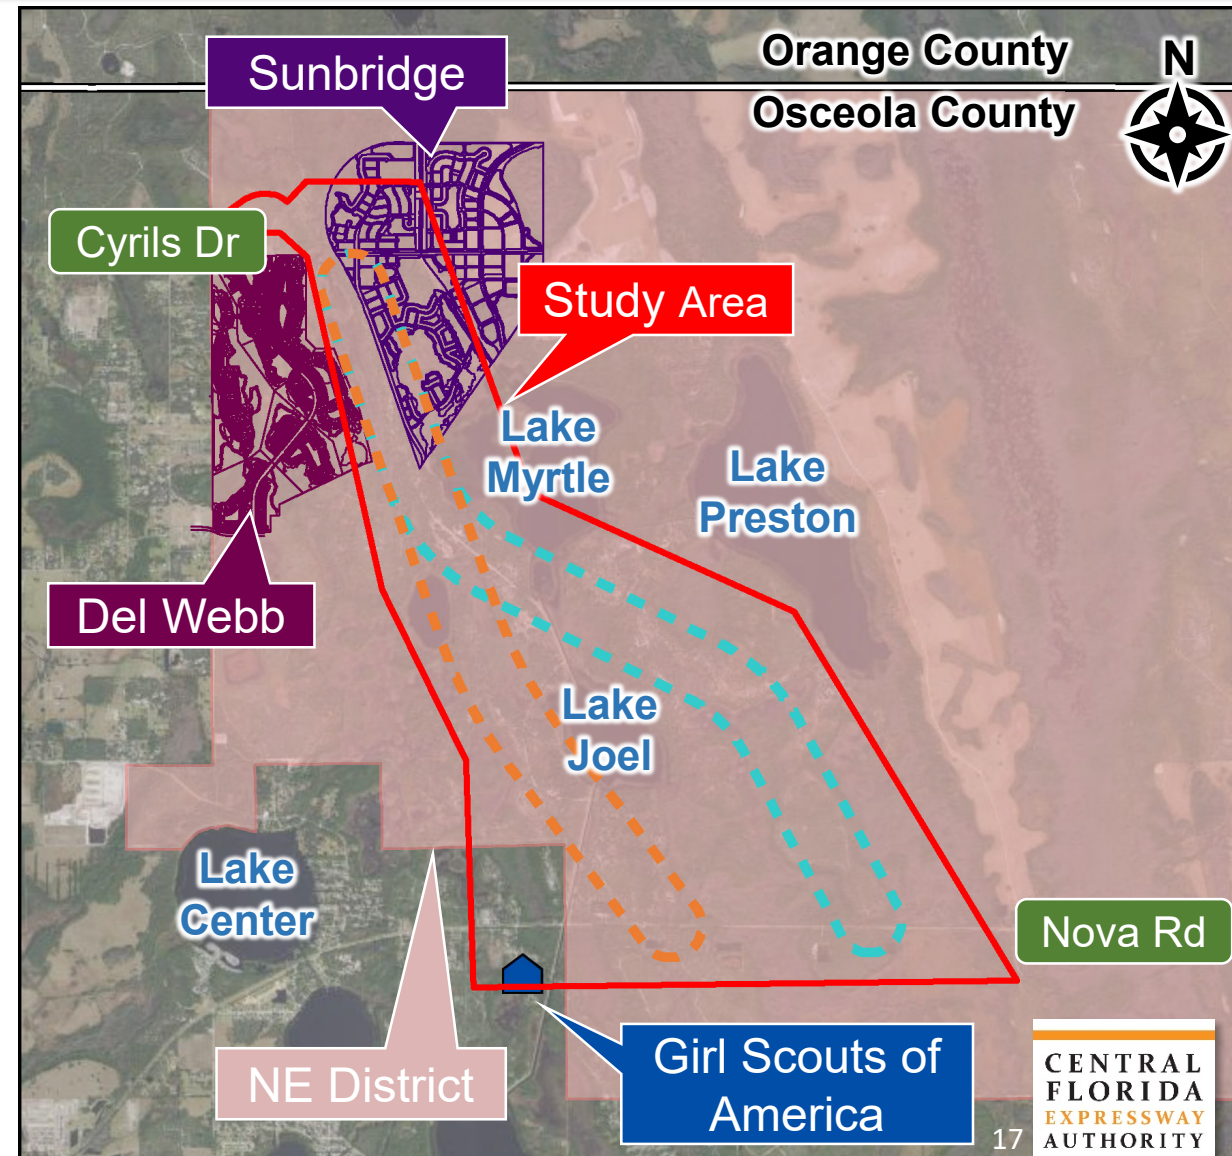 Orange County
N
Sunbridge
Osceola County
Cyrils Dr
Study Area
Lake
Myrtle
Lake
Preston
Del Webb
Lake
Joel
Lake
Center
Nova Rd
NE District
Girl Scouts of
America
17
CENTRAL
FLORIDA
EXPRESSWAY
AUTHORITY